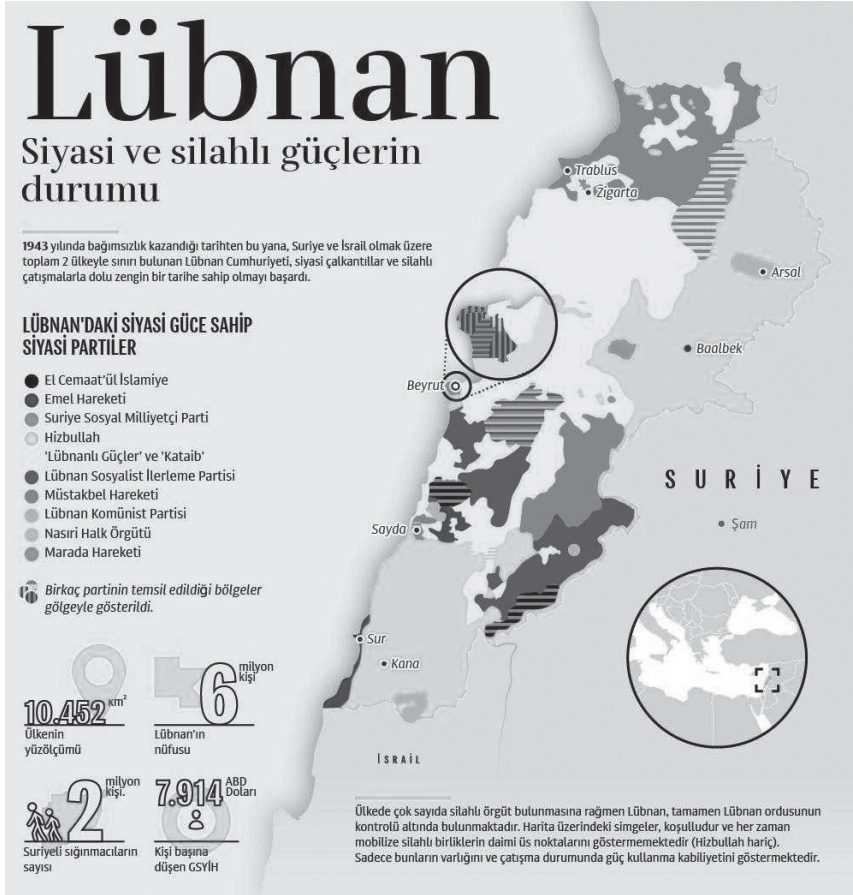 Lübnan
Siyasi ve silahlı güçlerin
durumu
1943 yılında bağımsızlık kazandığı tarihten bu yana, Suriye ve İsrail olmak üzere
toplam 2 ülkeyle sınırı bulunan Lübnan Cumhuriyeti, siyasi çalkantıllar ve silahlı
çatışmalarla dolu zengin bir tarihe sahip olmayı başardı.
LÜBNAN'DAKİ SİYASİ GÜCE SAHİP
SİYASİ PARTİLER
El Cemaat'ül İslamiye
Emel Hareketi
Suriye Sosyal Milliyetçi Parti
Hizbullah
'Lübnanlı Güçler' ve 'Kataib'
Lübnan Sosyalist İlerleme Partisi
Müstakbel Hareketi
Lübnan Komünist Partisi
Nasıri Halk Örgütü
Marada Hareketi
Birkaç partinin temsil edildiği bölgeler
gölgeyle gösterildi.
10.452 km²
Ülkenin
yüzölçümü
6 milyon
kişi
Lübnan'ın
nüfusu
2 milyon
kişi.
Suriyeli sığınmacıların
sayısı
7.914 ABD
Doları
Kişi başına
düşen GSYİH
Trablus
Zigarta
Arsal
Baalbek
Beyrut
SURİYE
Şam
Sayda
Sur
Kana
İSRAİL
Ülkede çok sayıda silahlı örgüt bulunmasına rağmen Lübnan, tamamen Lübnan ordusunun
kontrolü altında bulunmaktadır. Harita üzerindeki simgeler, koşulludur ve her zaman
mobilize silahlı birliklerin daimi üs noktalarını göstermemektedir (Hizbullah hariç).
Sadece bunların varlığını ve çatışma durumunda güç kullanma kabiliyetini göstermektedir.